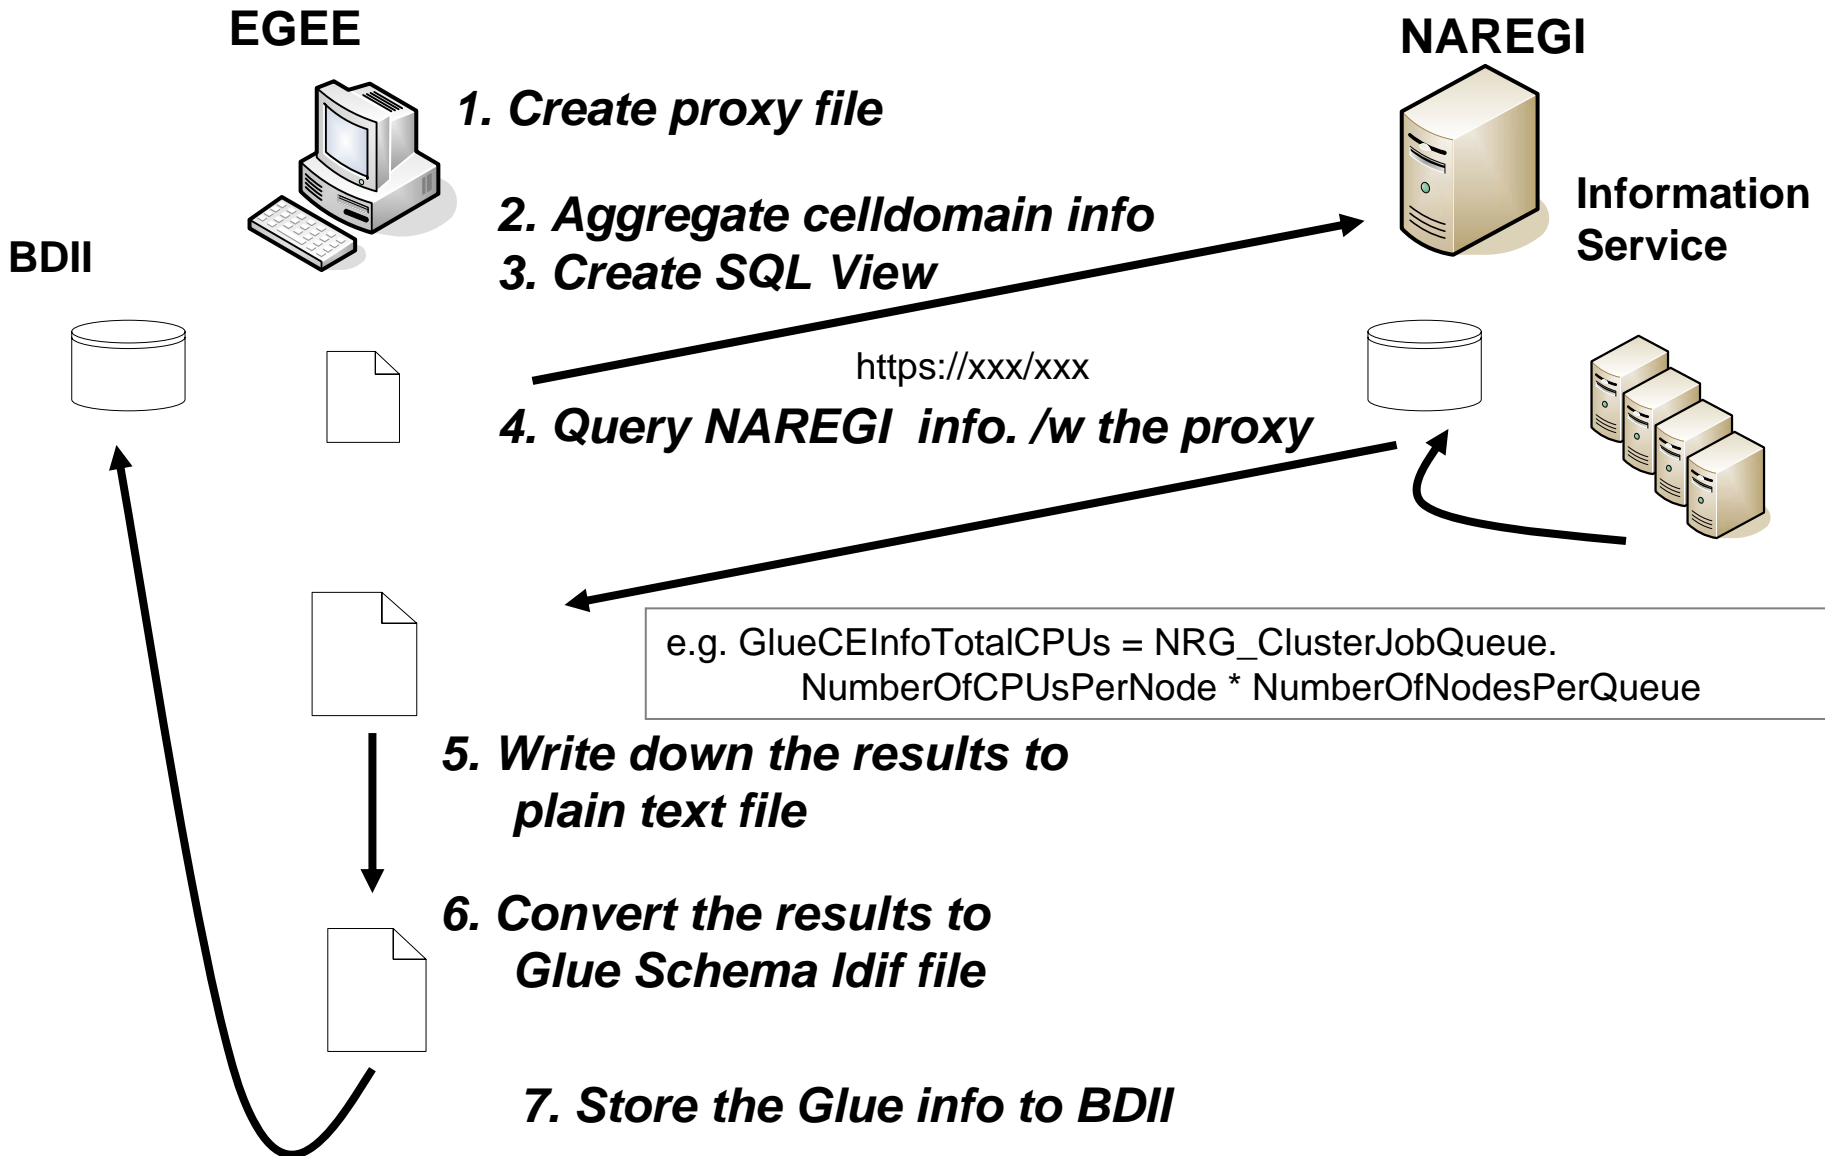 EGEE
NAREGI
1. Create proxy file
2. Aggregate celldomain info
3. Create SQL View
Information
Service
BDII
https://xxx/xxx
4. Query NAREGI info. /w the proxy
e.g. GlueCEInfoTotalCPUs = NRG_ClusterJobQueue.
NumberOfCPUsPerNode * NumberOfNodesPerQueue
5. Write down the results to
plain text file
6. Convert the results to
Glue Schema ldif file
7. Store the Glue info to BDII